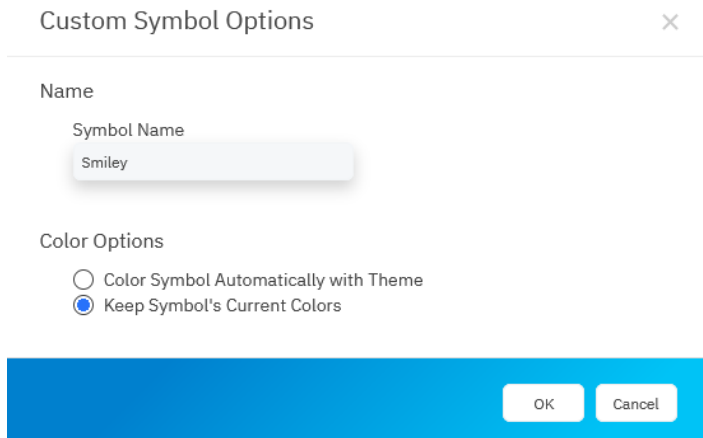 Custom Symbol Options
Name
Symbol Name
Smiley
Color Options
Color Symbol Automatically with Theme
Keep Symbol's Current Colors
OK Cancel